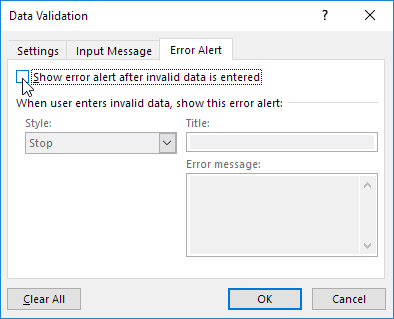 Data Validation ?
Settings Input Message Error Alert
Show error alert after invalid data is entered
When user enters invalid data, show this error alert:
Style: Title:
Stop
Error message:
Clear All OK Cancel